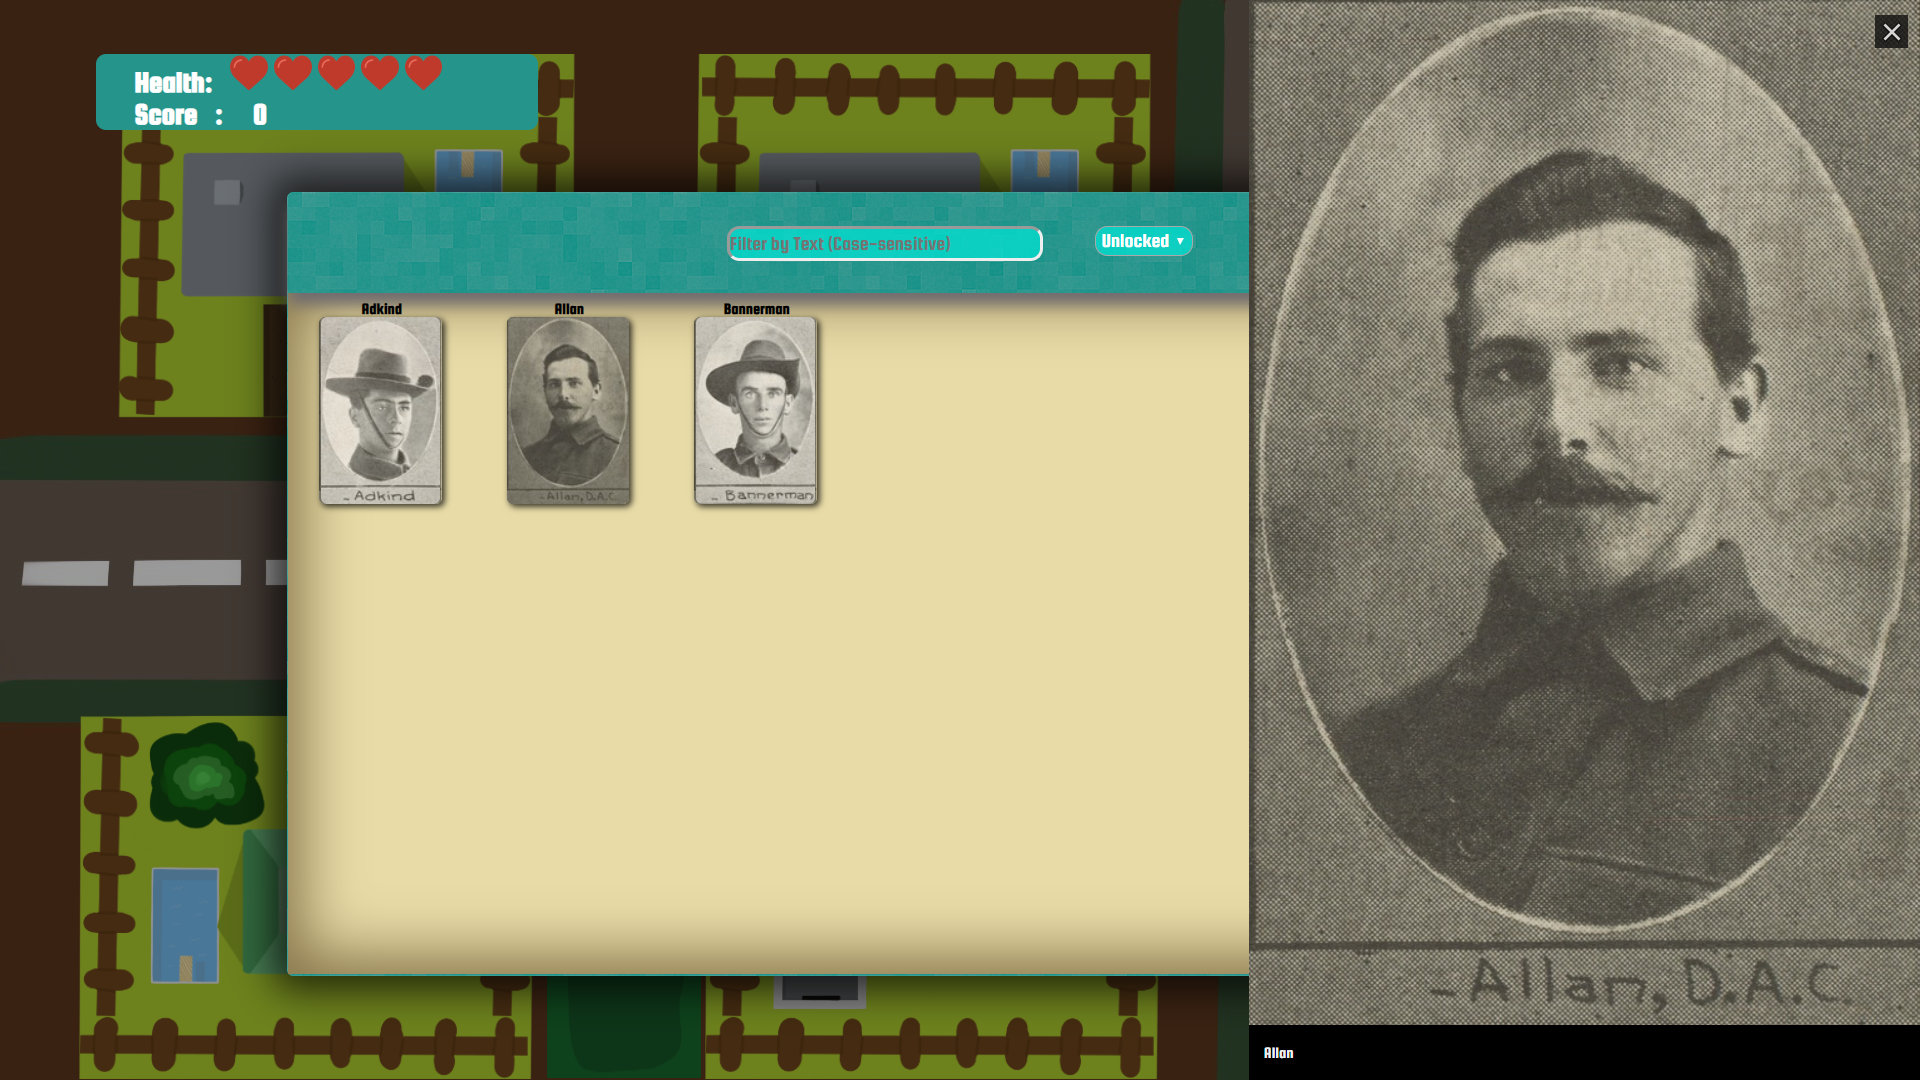 Health:
Score : 0
Filter by Text (Case-sensitive)
Unlocked
Adkind
Allan
Bannerman
- Adkind
-Allan, D.A.C.
- Bannerman
-Allan, D.A.C.
Allan